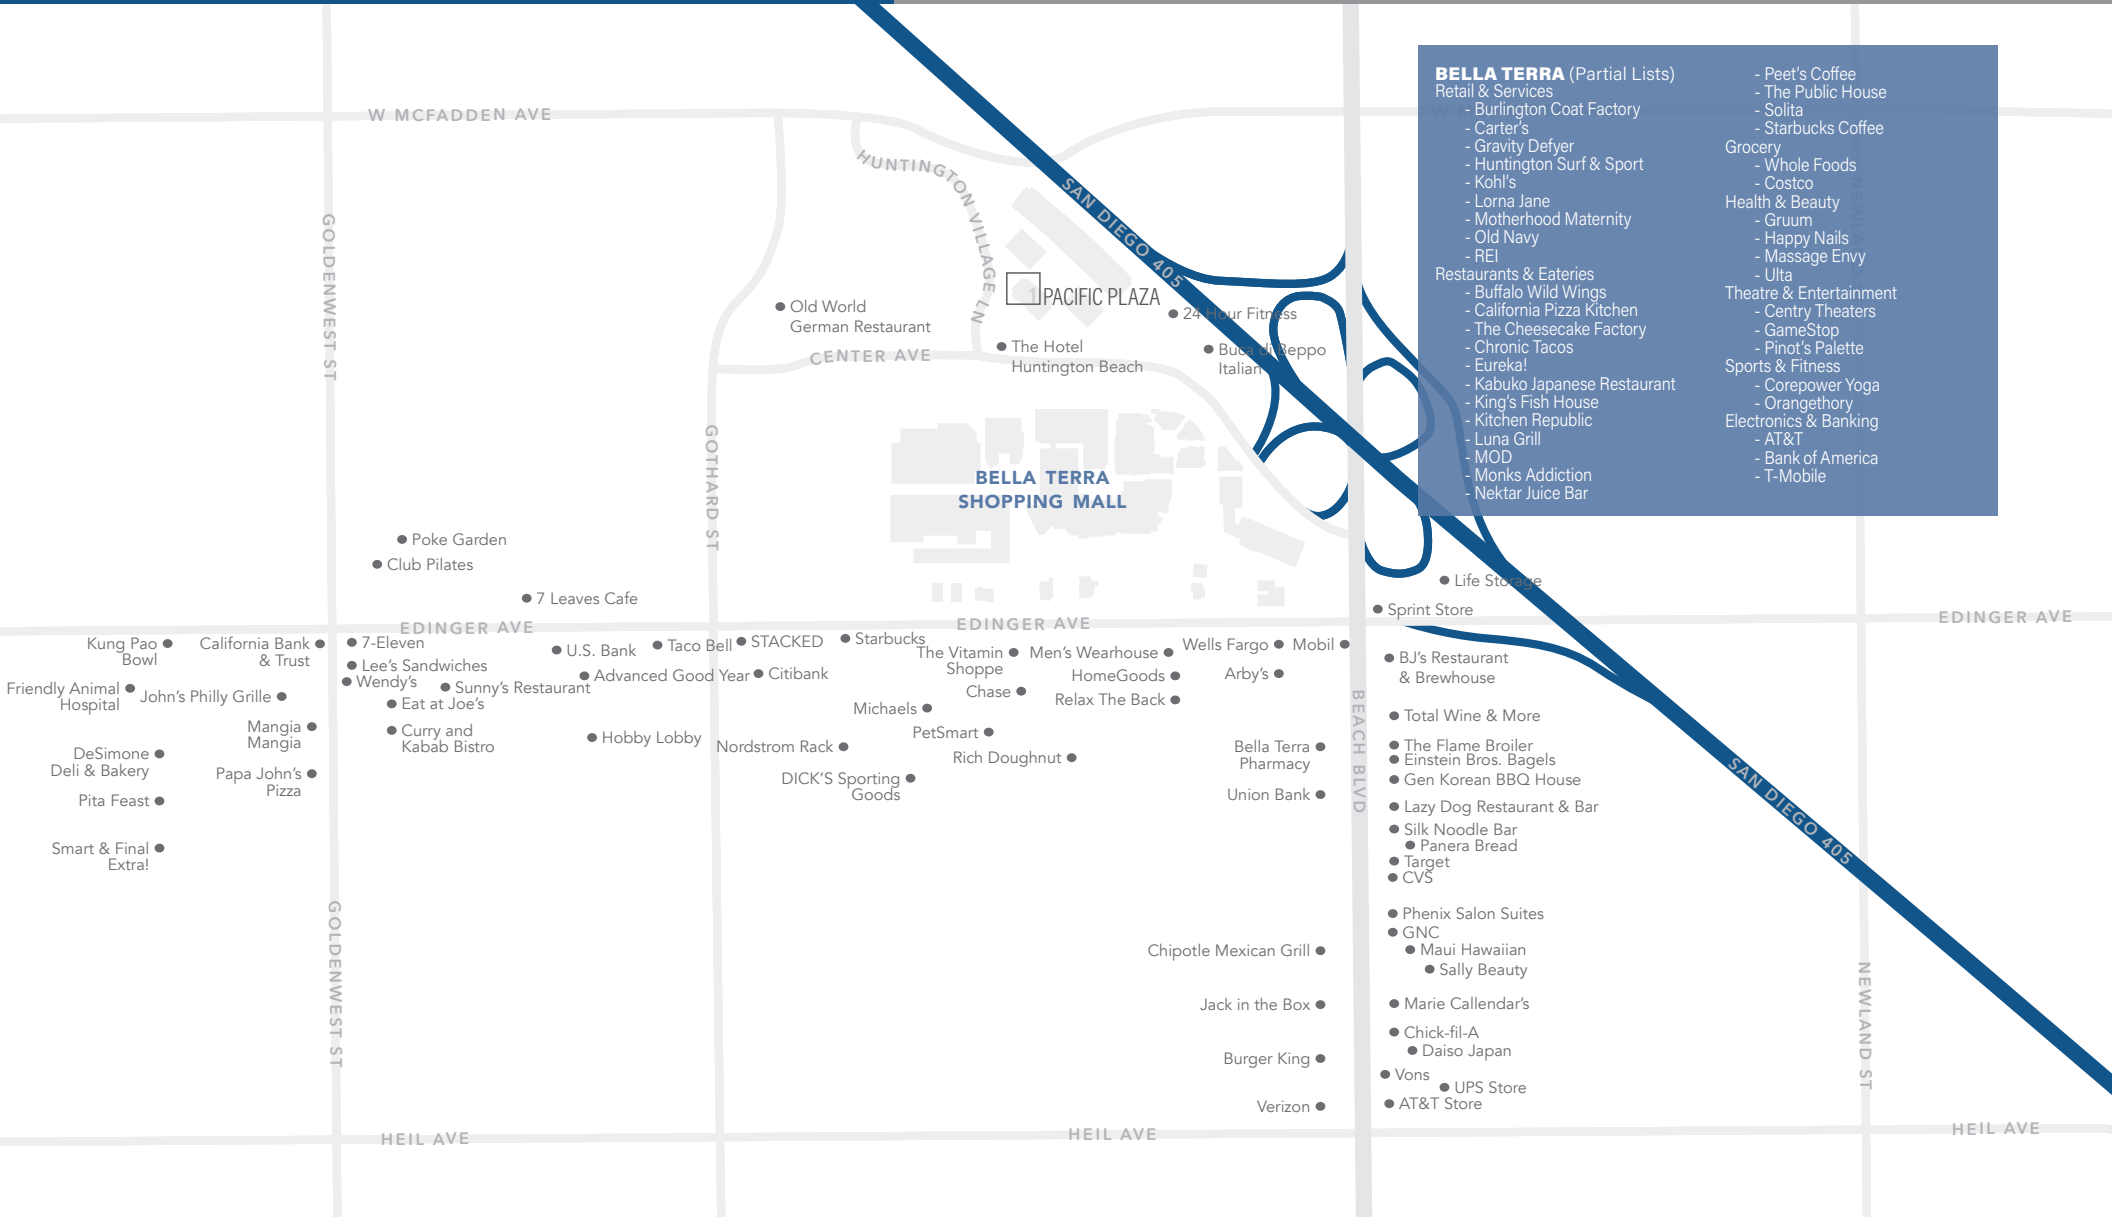 W MCFADDEN AVE
HUNTINGTON VILLAGE LN
SAN DIEGO 405
GOLDENWEST ST
PACIFIC PLAZA
24 Hour Fitness
Old World
German Restaurant
CENTER AVE
The Hotel
Huntington Beach
Buca di Beppo
Italian
BELLA TERRA (Partial Lists)
Retail & Services
- Burlington Coat Factory
- Carter's
- Gravity Defyer
- Huntington Surf & Sport
- Kohl's
- Lorna Jane
- Motherhood Maternity
- Old Navy
- REI
Restaurants & Eateries
- Buffalo Wild Wings
- California Pizza Kitchen
- The Cheesecake Factory
- Chronic Tacos
- Eureka!
- Kabuko Japanese Restaurant
- King's Fish House
- Kitchen Republic
- Luna Grill
- MOD
- Monks Addiction
- Nektar Juice Bar
- Peet's Coffee
- The Public House
- Solita
- Starbucks Coffee
Grocery
- Whole Foods
- Costco
Health & Beauty
- Gruum
- Happy Nails
- Massage Envy
- Ulta
Theatre & Entertainment
- Centry Theaters
- GameStop
- Pinot's Palette
Sports & Fitness
- Corepower Yoga
- Orangethory
Electronics & Banking
- AT&T
- Bank of America
- T-Mobile
GOTHARD ST
BELLA TERRA
SHOPPING MALL
Poke Garden
Club Pilates
7 Leaves Cafe
EDINGER AVE
EDINGER AVE
EDINGER AVE
Life Storage
Sprint Store
Kung Pao
Bowl
California Bank
& Trust
7-Eleven
Lee's Sandwiches
Wendy's
Sunny's Restaurant
Eat at Joe's
Curry and
Kabab Bistro
U.S. Bank
Taco Bell
STACKED
Starbucks
Advanced Good Year
Citibank
The Vitamin
Shoppe
Men's Wearhouse
Wells Fargo
Mobil
HomeGoods
Arby's
Chase
Relax The Back
Friendly Animal
Hospital
John's Philly Grille
Mangia
Mangia
DeSimone
Deli & Bakery
Papa John's
Pizza
Pita Feast
Smart & Final
Extra!
Hobby Lobby
Michaels
Nordstrom Rack
PetSmart
Rich Doughnut
DICK'S Sporting
Goods
Bella Terra
Pharmacy
Union Bank
BEACH BLVD
BJ's Restaurant
& Brewhouse
Total Wine & More
The Flame Broiler
Einstein Bros. Bagels
Gen Korean BBQ House
Lazy Dog Restaurant & Bar
Silk Noodle Bar
Panera Bread
Target
CVS
SAN DIEGO 405
Phenix Salon Suites
GNC
Maui Hawaiian
Sally Beauty
Marie Callendar's
Chick-fil-A
Daiso Japan
Vons
UPS Store
AT&T Store
Chipotle Mexican Grill
Jack in the Box
Burger King
Verizon
GOLDENWEST ST
NEWLAND ST
HEIL AVE
HEIL AVE
HEIL AVE